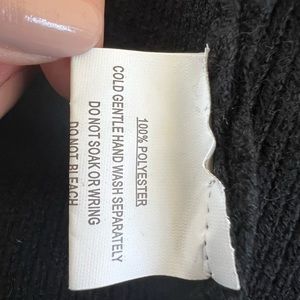 100% POLYESTER
COLD GENTLE HAND WASH SEPARATELY
DO NOT SOAK OR WRING
DO NOT BLEACH